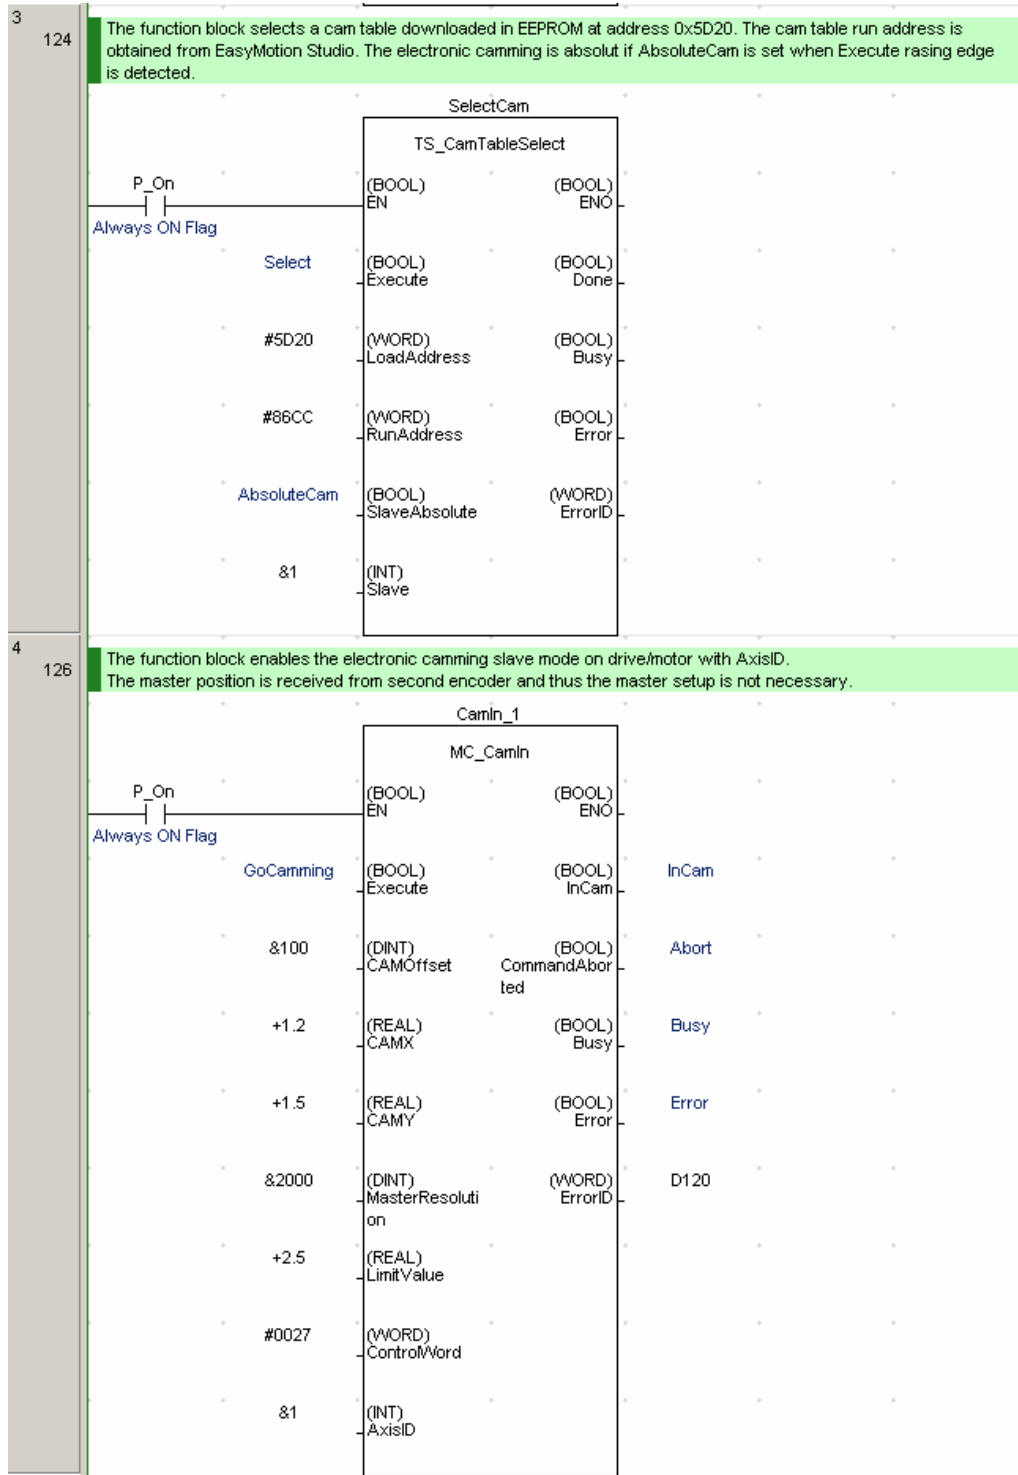 3
124
The function block selects a cam table downloaded in EEPROM at address 0x5D20. The cam table run address is
obtained from EasyMotion Studio. The electronic camming is absolut if AbsoluteCam is set when Execute rasing edge
is detected.
SelectCam
TS_CamTableSelect
P_On
(BOOL) (BOOL)
EN ENO
Always ON Flag
Select (BOOL) (BOOL)
Execute Done
#5D20 (WORD) (BOOL)
LoadAddress Busy
#86CC (WORD) (BOOL)
RunAddress Error
AbsoluteCam (BOOL) (WORD)
SlaveAbsolute ErrorID
&1 (INT)
Slave
4
126
The function block enables the electronic camming slave mode on drive/motor with AxisID.
The master position is received from second encoder and thus the master setup is not necessary.
CamIn_1
MC_CamIn
P_On
(BOOL) (BOOL)
EN ENO
Always ON Flag
GoCamming (BOOL) (BOOL) InCam
Execute InCam
&100 (DINT) (BOOL) Abort
CAMOffset CommandAbor
ted
+1.2 (REAL) (BOOL) Busy
CAMX Busy
+1.5 (REAL) (BOOL) Error
CAMY Error
&2000 (DINT) (WORD) D120
MasterResoluti ErrorID
on
+2.5 (REAL)
LimitValue
#0027 (WORD)
ControlWord
&1 (INT)
AxisID